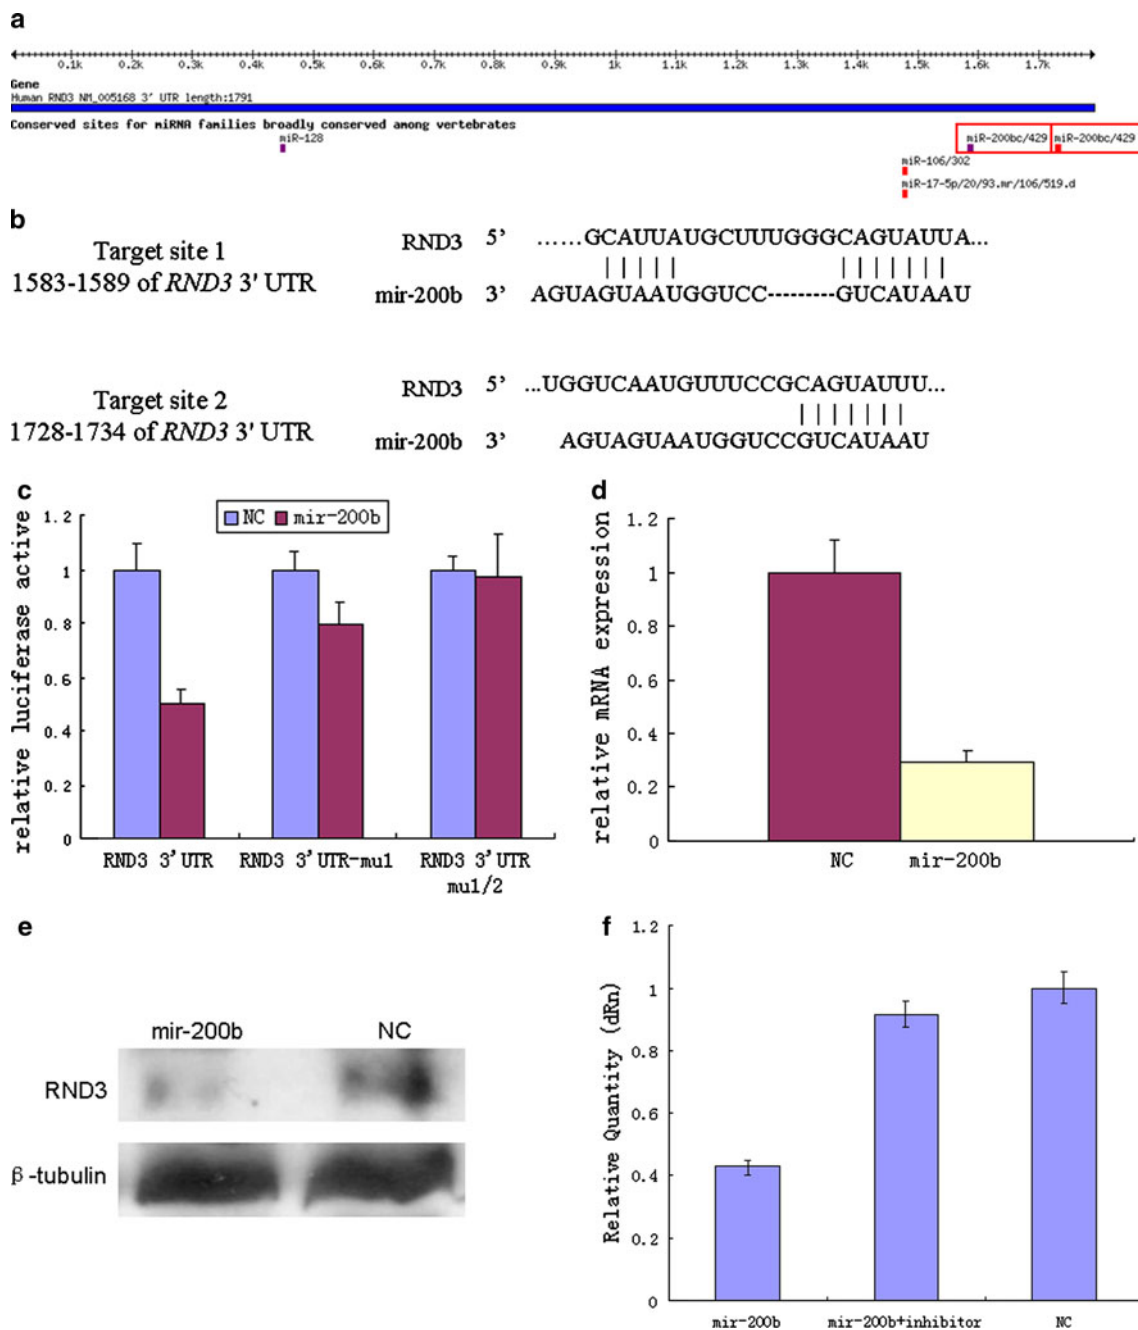 a
0.1k 0.2k 0.3k 0.4k 0.5k 0.6k 0.7k 0.8k 0.9k 1k 1.1k 1.2k 1.3k 1.4k 1.5k 1.6k 1.7k
Gene
Human RND3 NM_005168 3' UTR length:1791
Conserved sites for miRNA families broadly conserved among vertebrates
miR-128
miR-200bc/429 miR-200bc/429
miR-106/302
miR-17-5p/20/93.mr/106/519.d
b
Target site 1
1583-1589 of RND3 3' UTR
RND3 5' ......GCAUUAUGCUUUGGGCAGUAUUA...
mir-200b 3' AGUAGUAAUGGUCC---------GUCAUAAU
Target site 2
1728-1734 of RND3 3' UTR
RND3 5' ...UGGUCAAUGUUUCCGCAGUAUUU...
mir-200b 3' AGUAGUAAUGGUCCGUCAUAAU
c
NC mir-200b
relative luciferase active
1.2
1
0.8
0.6
0.4
0.2
0
RND3 3'UTR RND3 3'UTR-mu1 RND3 3'UTR
mu1/2
d
relative mRNA expression
1.2
1
0.8
0.6
0.4
0.2
0
NC mir-200b
e
mir-200b NC
RND3
β-tubulin
f
Relative Quantity (dRn)
1.2
1
0.8
0.6
0.4
0.2
0
mir-200b mir-200b+inhibitor NC